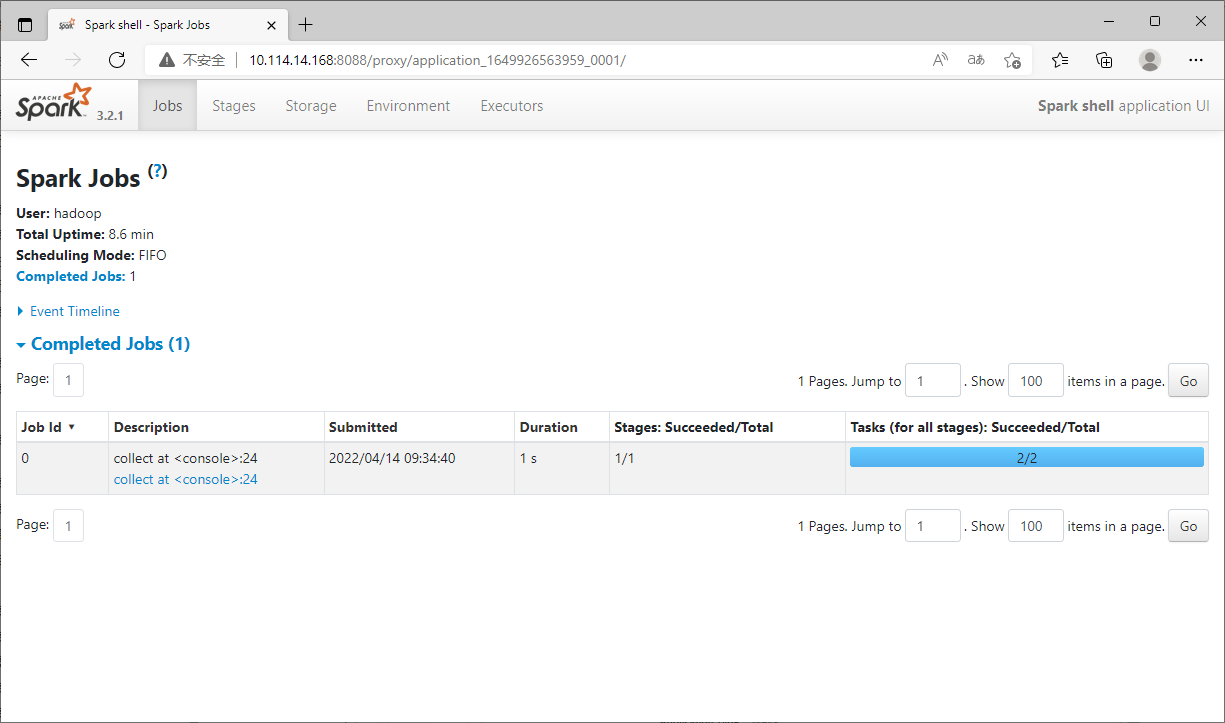 Spark shell - Spark Jobs
不安全 10.114.14.168:8088/proxy/application_1649926563959_0001/
APACHE Spark 3.2.1 Jobs Stages Storage Environment Executors Spark shell application UI
Spark Jobs (?)
User: hadoop
Total Uptime: 8.6 min
Scheduling Mode: FIFO
Completed Jobs: 1
Event Timeline
Completed Jobs (1)
Page: 1 1 Pages. Jump to 1 . Show 100 items in a page. Go
Job Id ▾ Description Submitted Duration Stages: Succeeded/Total Tasks (for all stages): Succeeded/Total
0 collect at <console>:24 2022/04/14 09:34:40 1 s 1/1 2/2
collect at <console>:24
Page: 1 1 Pages. Jump to 1 . Show 100 items in a page. Go